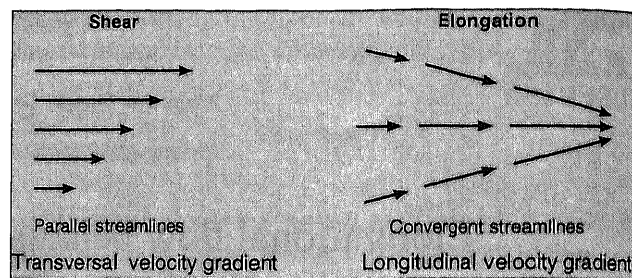 Shear
Parallel streamlines
Transversal velocity gradient
Elongation
Convergent streamlines
Longitudinal velocity gradient